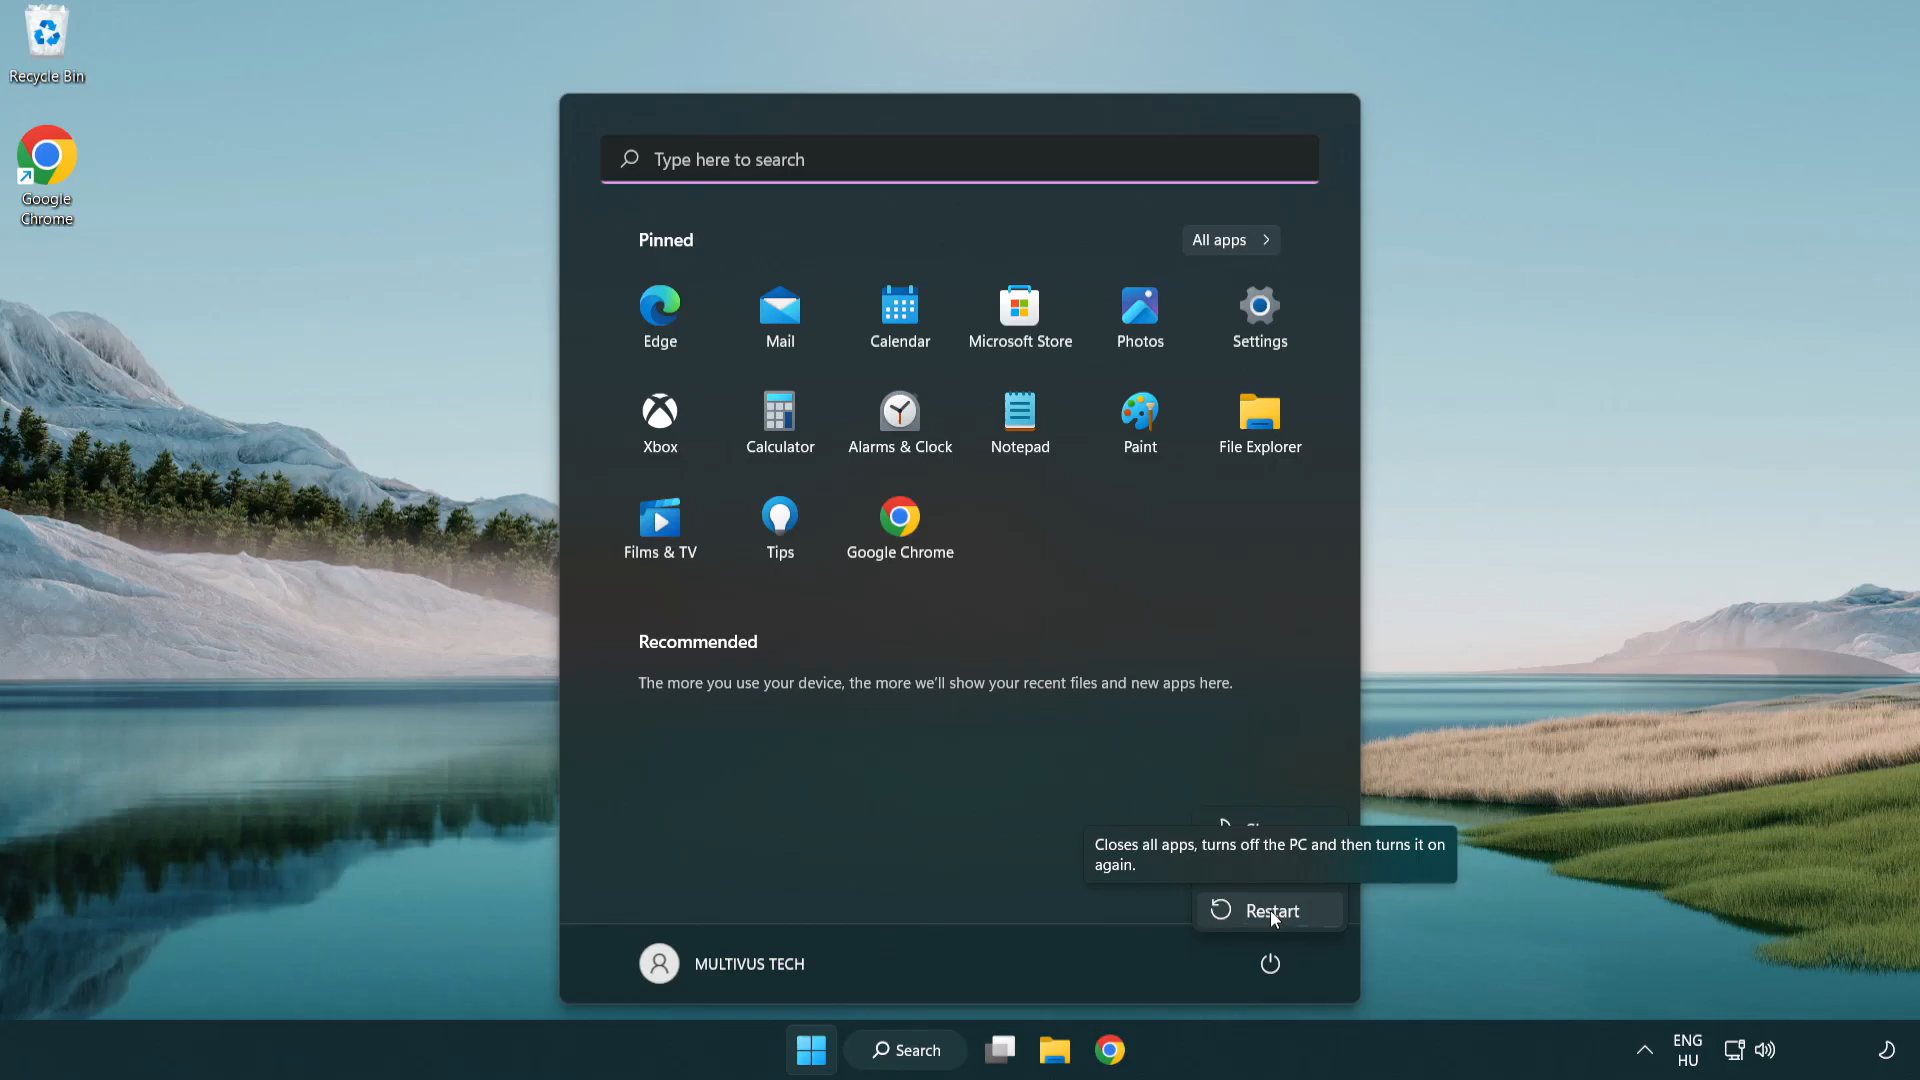 Recycle Bin
Google
Chrome
Type here to search
Pinned
All apps
Edge
Mail
Calendar
Microsoft Store
Photos
Settings
Xbox
Calculator
Alarms & Clock
Notepad
Paint
File Explorer
Films & TV
Tips
Google Chrome
Recommended
The more you use your device, the more we'll show your recent files and new apps here.
Closes all apps, turns off the PC and then turns it on
again.
Restart
MULTIVUS TECH
Search
ENG
HU